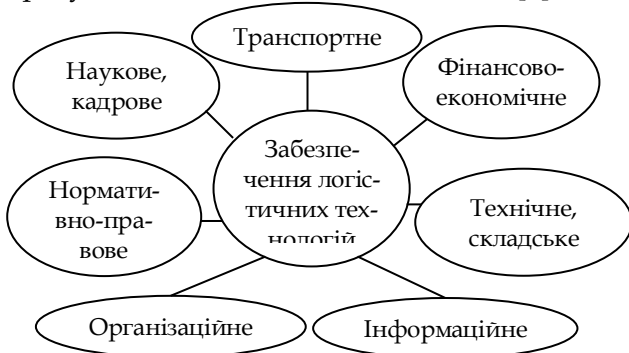 Транспортне
Наукове,
кадрове
Фінансово-
економічне
Забезпе-
чення логіс-
тичних тех-
нологій
Нормати-
вно-пра-
вове
Технічне,
складське
Організаційне
Інформаційне